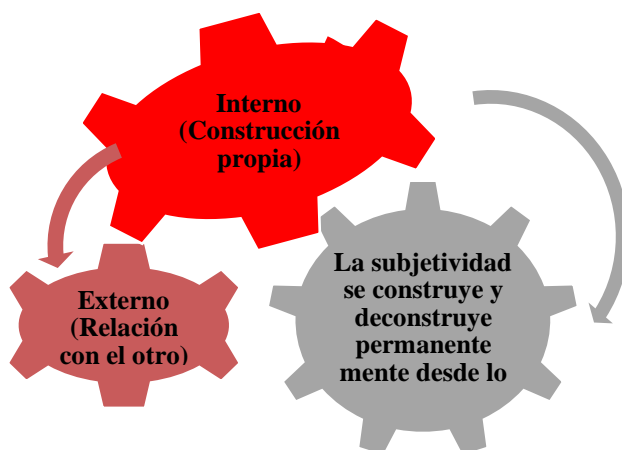 Interno
(Construcción
propia)
Externo
(Relación
con el otro)
La subjetividad
se construye y
deconstruye
permanente
mente desde lo